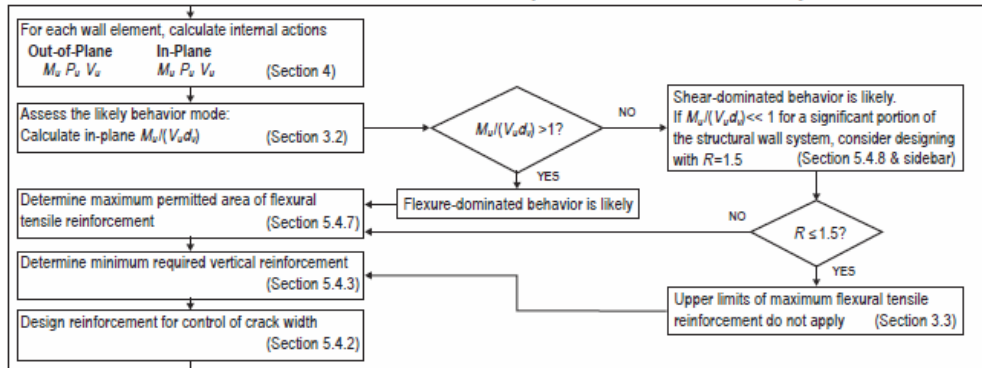 For each wall element, calculate internal actions
Out-of-Plane In-Plane
Mu Pu Vu Mu Pu Vu (Section 4)
Assess the likely behavior mode:
Calculate in-plane Mu/(Vudv) (Section 3.2)
Mu/(Vudv) >1?
NO
Shear-dominated behavior is likely.
If Mu/(Vudv)<< 1 for a significant portion of
the structural wall system, consider designing
with R=1.5 (Section 5.4.8 & sidebar)
YES
Flexure-dominated behavior is likely
Determine maximum permitted area of flexural
tensile reinforcement (Section 5.4.7)
NO
R ≤ 1.5?
YES
Determine minimum required vertical reinforcement
(Section 5.4.3)
Upper limits of maximum flexural tensile
reinforcement do not apply (Section 3.3)
Design reinforcement for control of crack width
(Section 5.4.2)